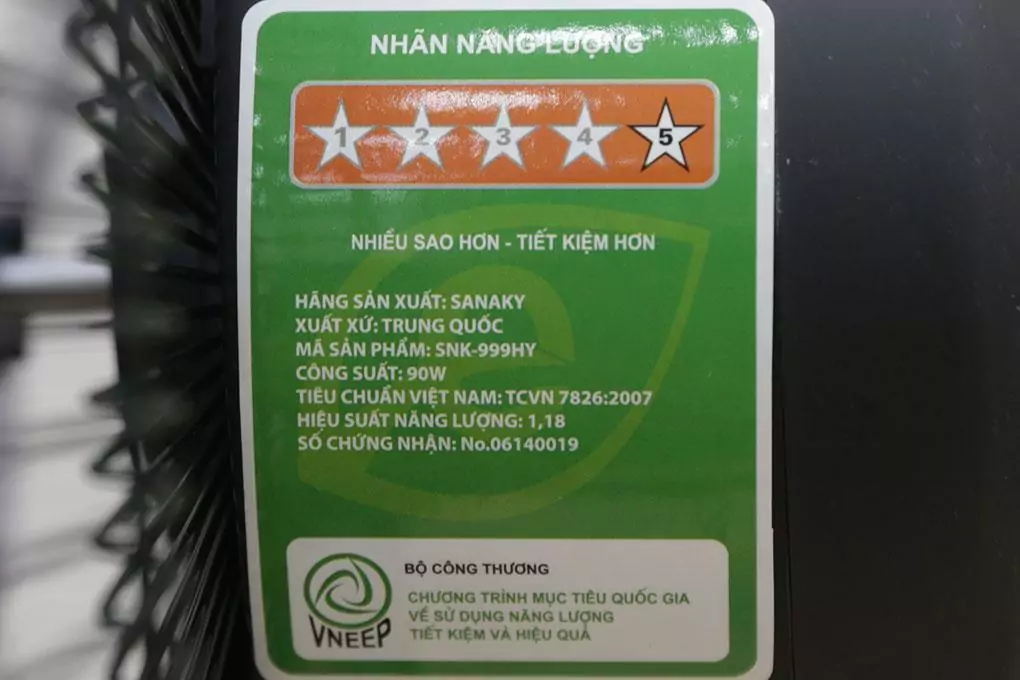 NHÃN NĂNG LƯỢNG
1 2 3 4 5
NHIỀU SAO HƠN - TIẾT KIỆM HƠN
HÃNG SẢN XUẤT: SANAKY
XUẤT XỨ: TRUNG QUỐC
MÃ SẢN PHẨM: SNK-999HY
CÔNG SUẤT: 90W
TIÊU CHUẨN VIỆT NAM: TCVN 7826:2007
HIỆU SUẤT NĂNG LƯỢNG: 1,18
SỐ CHỨNG NHẬN: No.06140019
BỘ CÔNG THƯƠNG
CHƯƠNG TRÌNH MỤC TIÊU QUỐC GIA
VỀ SỬ DỤNG NĂNG LƯỢNG
TIẾT KIỆM VÀ HIỆU QUẢ
VNEEP